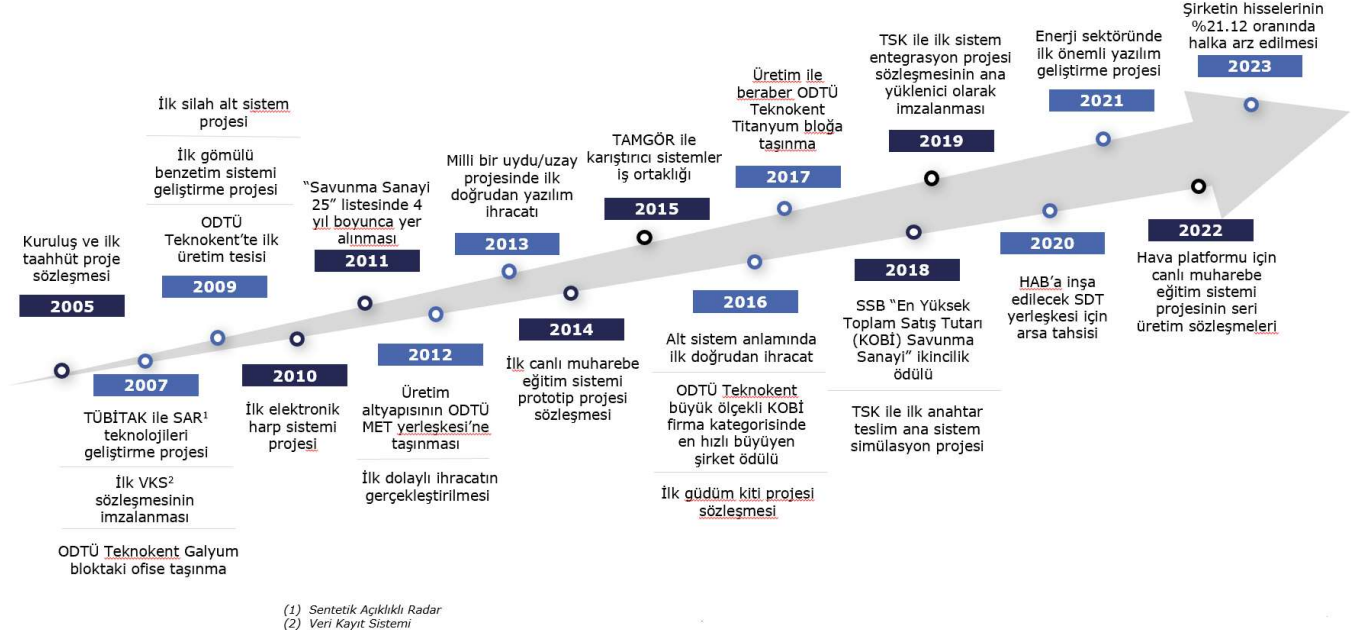 Kuruluş ve ilk
taahhüt proje
sözleşmesi
2005
2007
TÜBİTAK ile SAR¹
teknolojileri
geliştirme projesi
İlk VKS²
sözleşmesinin
imzalanması
ODTÜ Teknokent Galyum
bloktaki ofise taşınma
İlk silah alt sistem
projesi
İlk gömülü
benzetim sistemi
geliştirme projesi
ODTÜ
Teknokent’te ilk
üretim tesisi
2009
2010
İlk elektronik
harp sistemi
projesi
“Savunma Sanayi
25” listesinde 4
yıl boyunca yer
alınması
2011
2012
Üretim
altyapısının ODTÜ
MET yerleşkesi’ne
taşınması
İlk dolaylı ihracatın
gerçekleştirilmesi
Milli bir uydu/uzay
projesinde ilk
doğrudan yazılım
ihracatı
2013
2014
İlk canlı muharebe
eğitim sistemi
prototip projesi
sözleşmesi
TAMGÖR ile
karıştırıcı sistemler
iş ortaklığı
2015
2016
Alt sistem anlamında
ilk doğrudan ihracat
ODTÜ Teknokent
büyük ölçekli KOBİ
firma kategorisinde
en hızlı büyüyen
şirket ödülü
İlk güdüm kiti projesi
sözleşmesi
Üretim ile
beraber ODTÜ
Teknokent
Titanyum bloğa
taşınma
2017
2018
SSB “En Yüksek
Toplam Satış Tutarı
(KOBİ) Savunma
Sanayi” ikincilik
ödülü
TSK ile ilk anahtar
teslim ana sistem
simülasyon projesi
TSK ile ilk sistem
entegrasyon projesi
sözleşmesinin ana
yüklenici olarak
imzalanması
2019
2020
HAB’a inşa
edilecek SDT
yerleşkesi için
arsa tahsisi
Enerji sektöründe
ilk önemli yazılım
geliştirme projesi
2021
2022
Hava platformu için
canlı muharebe
eğitim sistemi
projesinin seri
üretim sözleşmeleri
Şirketin hisselerinin
%21.12 oranında
halka arz edilmesi
2023
(1) Sentetik Açıklıklı Radar
(2) Veri Kayıt Sistemi